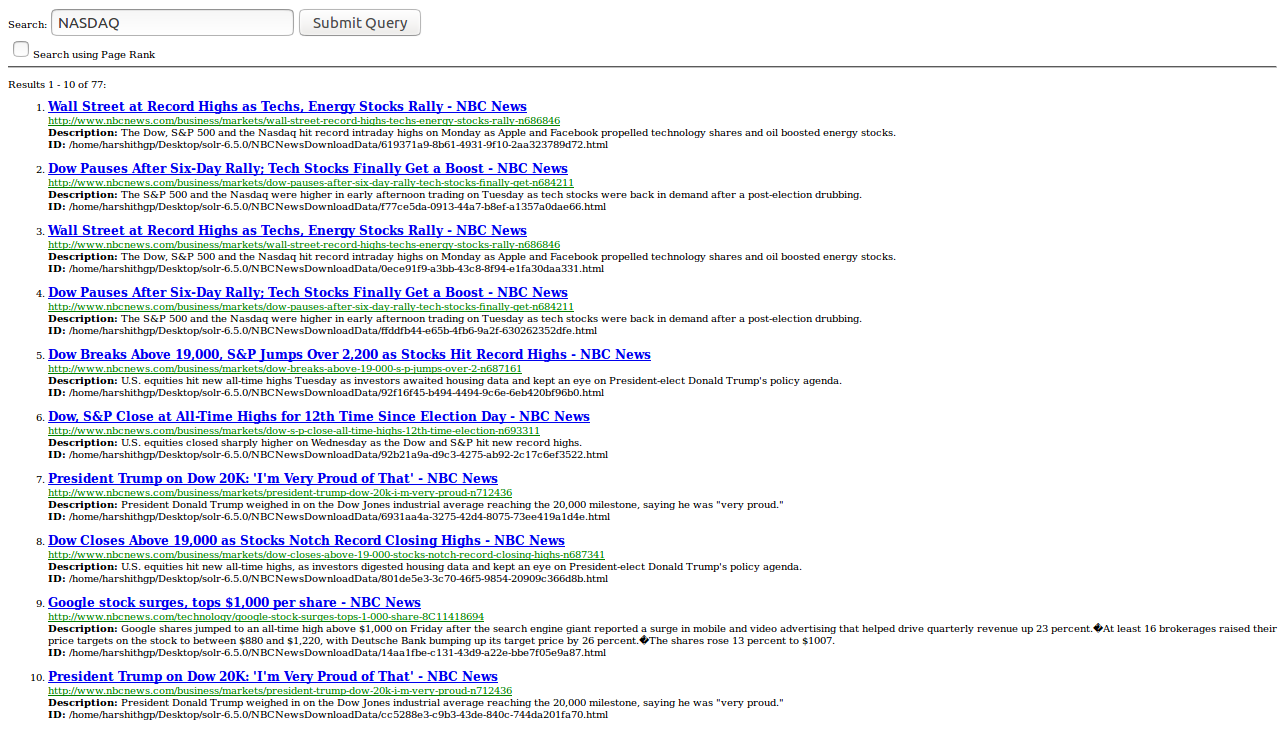 Search: NASDAQ Submit Query
Search using Page Rank
Results 1 - 10 of 77:
1. Wall Street at Record Highs as Techs, Energy Stocks Rally - NBC News
http://www.nbcnews.com/business/markets/wall-street-record-highs-techs-energy-stocks-rally-n686846
Description: The Dow, S&P 500 and the Nasdaq hit record intraday highs on Monday as Apple and Facebook propelled technology shares and oil boosted energy stocks.
ID: /home/harshithgp/Desktop/solr-6.5.0/NBCNewsDownloadData/619371a9-8b61-4931-9f10-2aa323789d72.html
2. Dow Pauses After Six-Day Rally; Tech Stocks Finally Get a Boost - NBC News
http://www.nbcnews.com/business/markets/dow-pauses-after-six-day-rally-tech-stocks-finally-get-n684211
Description: The S&P 500 and the Nasdaq were higher in early afternoon trading on Tuesday as tech stocks were back in demand after a post-election drubbing.
ID: /home/harshithgp/Desktop/solr-6.5.0/NBCNewsDownloadData/f77ce5da-0913-44a7-b8ef-a1357a0dae66.html
3. Wall Street at Record Highs as Techs, Energy Stocks Rally - NBC News
http://www.nbcnews.com/business/markets/wall-street-record-highs-techs-energy-stocks-rally-n686846
Description: The Dow, S&P 500 and the Nasdaq hit record intraday highs on Monday as Apple and Facebook propelled technology shares and oil boosted energy stocks.
ID: /home/harshithgp/Desktop/solr-6.5.0/NBCNewsDownloadData/0ece91f9-a3bb-43c8-8f94-e1fa30daa331.html
4. Dow Pauses After Six-Day Rally; Tech Stocks Finally Get a Boost - NBC News
http://www.nbcnews.com/business/markets/dow-pauses-after-six-day-rally-tech-stocks-finally-get-n684211
Description: The S&P 500 and the Nasdaq were higher in early afternoon trading on Tuesday as tech stocks were back in demand after a post-election drubbing.
ID: /home/harshithgp/Desktop/solr-6.5.0/NBCNewsDownloadData/ffddfb44-e65b-4fb6-9a2f-630262352dfe.html
5. Dow Breaks Above 19,000, S&P Jumps Over 2,200 as Stocks Hit Record Highs - NBC News
http://www.nbcnews.com/business/markets/dow-breaks-above-19-000-s-p-jumps-over-2-n687161
Description: U.S. equities hit new all-time highs Tuesday as investors awaited housing data and kept an eye on President-elect Donald Trump's policy agenda.
ID: /home/harshithgp/Desktop/solr-6.5.0/NBCNewsDownloadData/92f16f45-b494-4494-9c6e-6eb420bf96b0.html
6. Dow, S&P Close at All-Time Highs for 12th Time Since Election Day - NBC News
http://www.nbcnews.com/business/markets/dow-s-p-close-all-time-highs-12th-time-election-n693311
Description: U.S. equities closed sharply higher on Wednesday as the Dow and S&P hit new record highs.
ID: /home/harshithgp/Desktop/solr-6.5.0/NBCNewsDownloadData/92b21a9a-d9c3-4275-ab92-2c17c6ef3522.html
7. President Trump on Dow 20K: 'I'm Very Proud of That' - NBC News
http://www.nbcnews.com/business/markets/president-trump-dow-20k-i-m-very-proud-n712436
Description: President Donald Trump weighed in on the Dow Jones industrial average reaching the 20,000 milestone, saying he was "very proud."
ID: /home/harshithgp/Desktop/solr-6.5.0/NBCNewsDownloadData/6931aa4a-3275-42d4-8075-73ee419a1d4e.html
8. Dow Closes Above 19,000 as Stocks Notch Record Closing Highs - NBC News
http://www.nbcnews.com/business/markets/dow-closes-above-19-000-stocks-notch-record-closing-highs-n687341
Description: U.S. equities hit new all-time highs, as investors digested housing data and kept an eye on President-elect Donald Trump's policy agenda.
ID: /home/harshithgp/Desktop/solr-6.5.0/NBCNewsDownloadData/801de5e3-3c70-46f5-9854-20909c366d8b.html
9. Google stock surges, tops $1,000 per share - NBC News
http://www.nbcnews.com/technology/google-stock-surges-tops-1-000-share-8C11418694
Description: Google shares jumped to an all-time high above $1,000 on Friday after the search engine giant reported a surge in mobile and video advertising that helped drive quarterly revenue up 23 percent.�At least 16 brokerages raised their
price targets on the stock to between $880 and $1,220, with Deutsche Bank bumping up its target price by 26 percent.�The shares rose 13 percent to $1007.
ID: /home/harshithgp/Desktop/solr-6.5.0/NBCNewsDownloadData/14aa1fbe-c131-43d9-a22e-bbe7f05e9a87.html
10. President Trump on Dow 20K: 'I'm Very Proud of That' - NBC News
http://www.nbcnews.com/business/markets/president-trump-dow-20k-i-m-very-proud-n712436
Description: President Donald Trump weighed in on the Dow Jones industrial average reaching the 20,000 milestone, saying he was "very proud."
ID: /home/harshithgp/Desktop/solr-6.5.0/NBCNewsDownloadData/cc5288e3-c9b3-43de-840c-744da201fa70.html